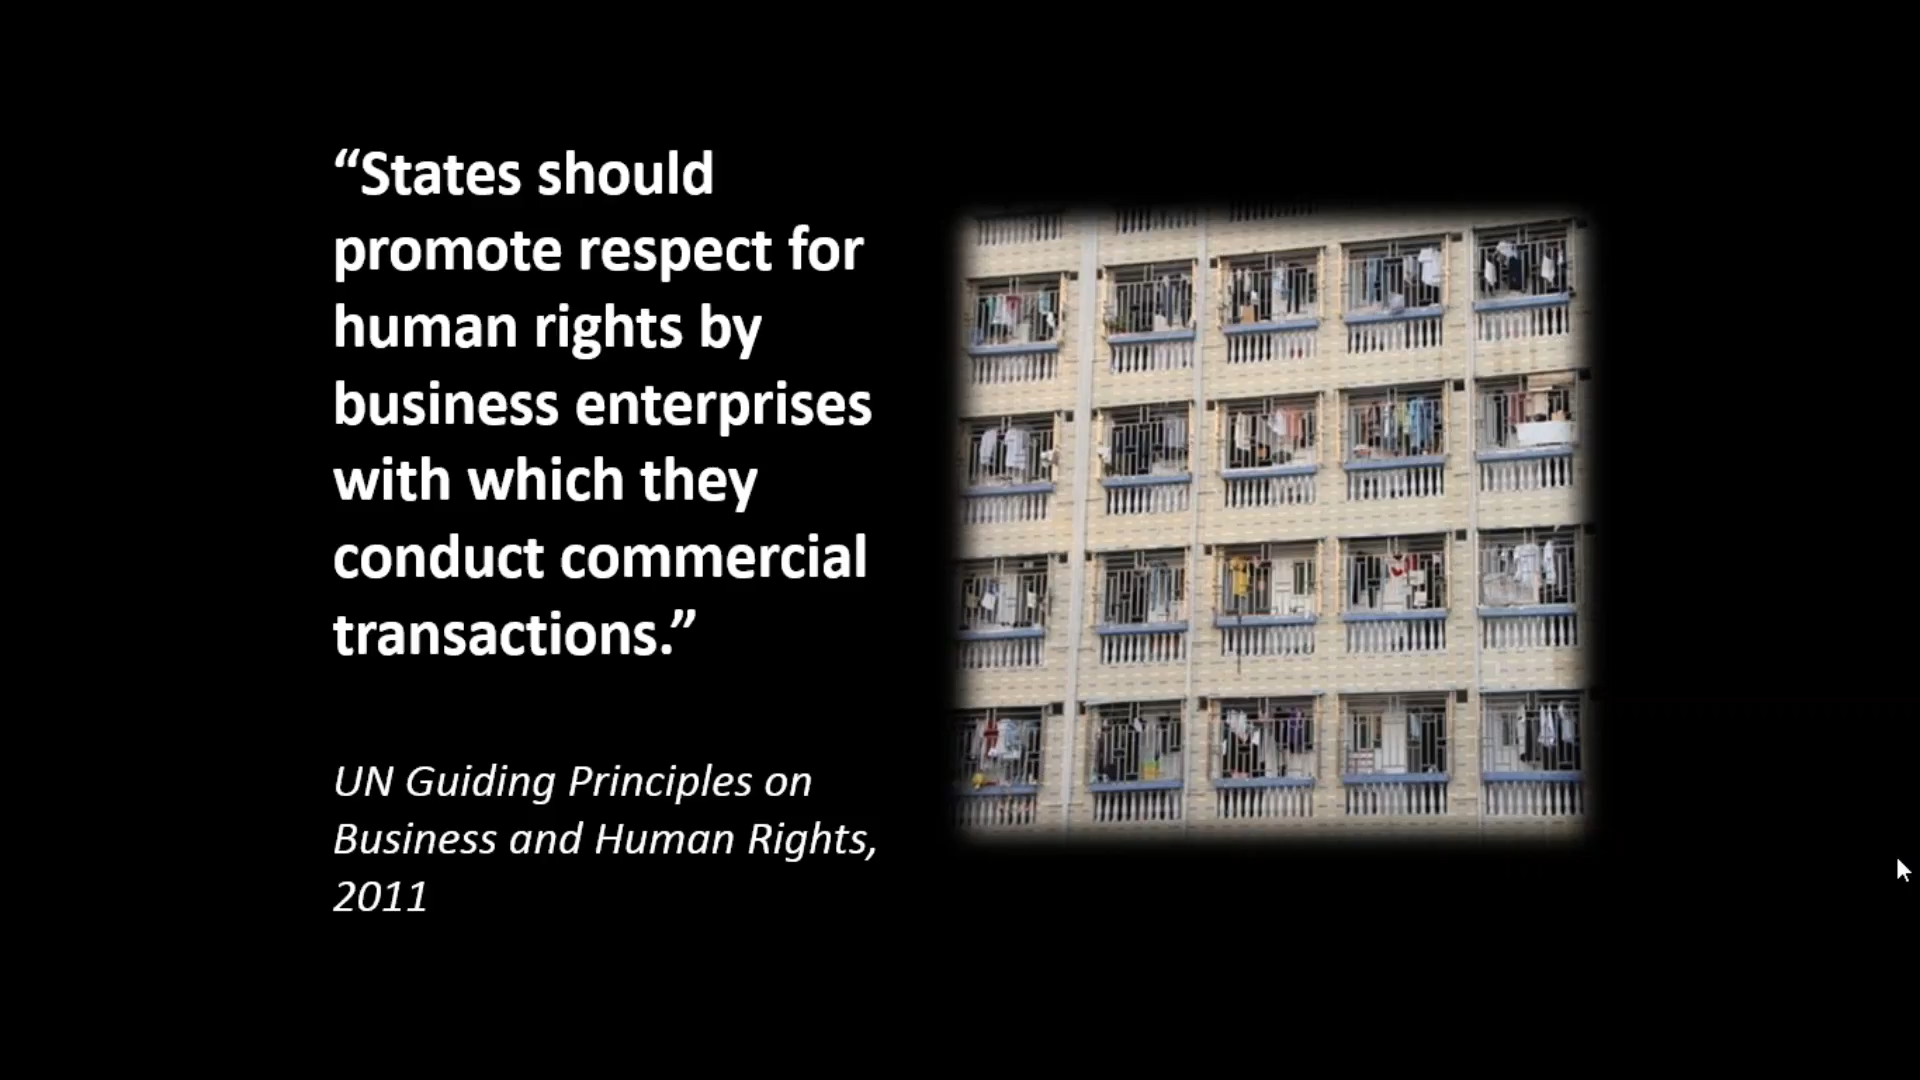 “States should
promote respect for
human rights by
business enterprises
with which they
conduct commercial
transactions.”
UN Guiding Principles on
Business and Human Rights,
2011